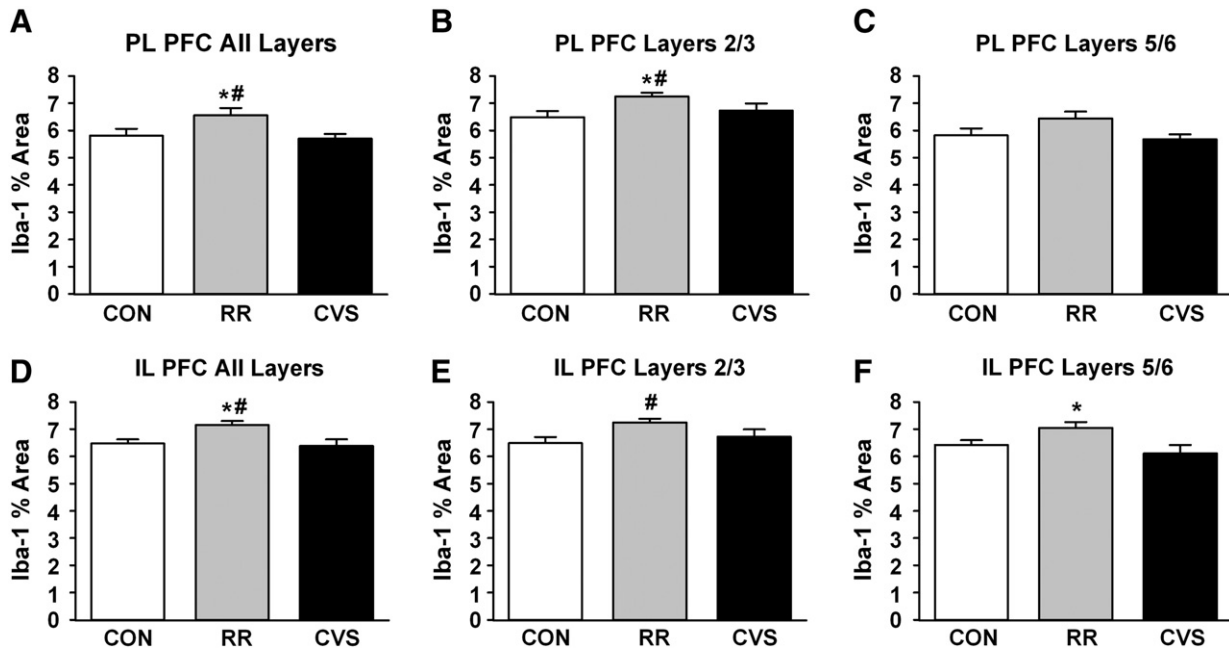 A
PL PFC All Layers
Iba-1 % Area
8
7
6
5
4
3
2
1
0
*#
CON RR CVS
B
PL PFC Layers 2/3
Iba-1 % Area
8
7
6
5
4
3
2
1
0
*#
CON RR CVS
C
PL PFC Layers 5/6
Iba-1 % Area
8
7
6
5
4
3
2
1
0
CON RR CVS
D
IL PFC All Layers
Iba-1 % Area
8
7
6
5
4
3
2
1
0
*#
CON RR CVS
E
IL PFC Layers 2/3
Iba-1 % Area
8
7
6
5
4
3
2
1
0
#
CON RR CVS
F
IL PFC Layers 5/6
Iba-1 % Area
8
7
6
5
4
3
2
1
0
*
CON RR CVS